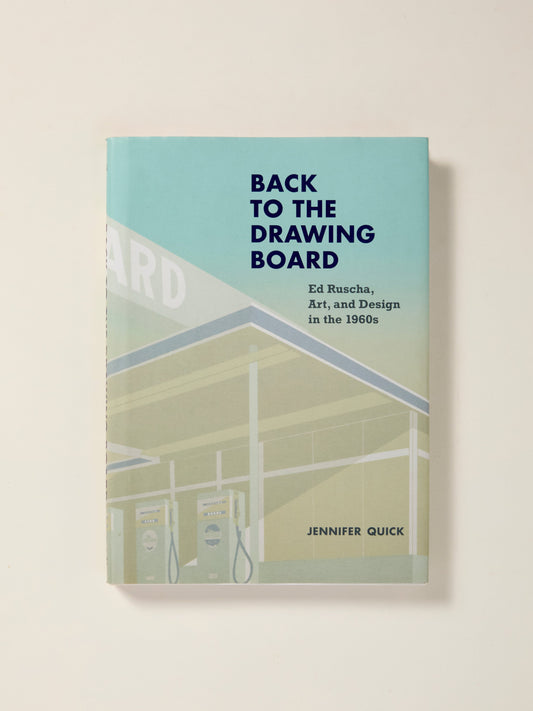 BACK
TO THE
DRAWING
BOARD
Ed Ruscha,
Art, and Design
in the 1960s
ARD
JENNIFER QUICK